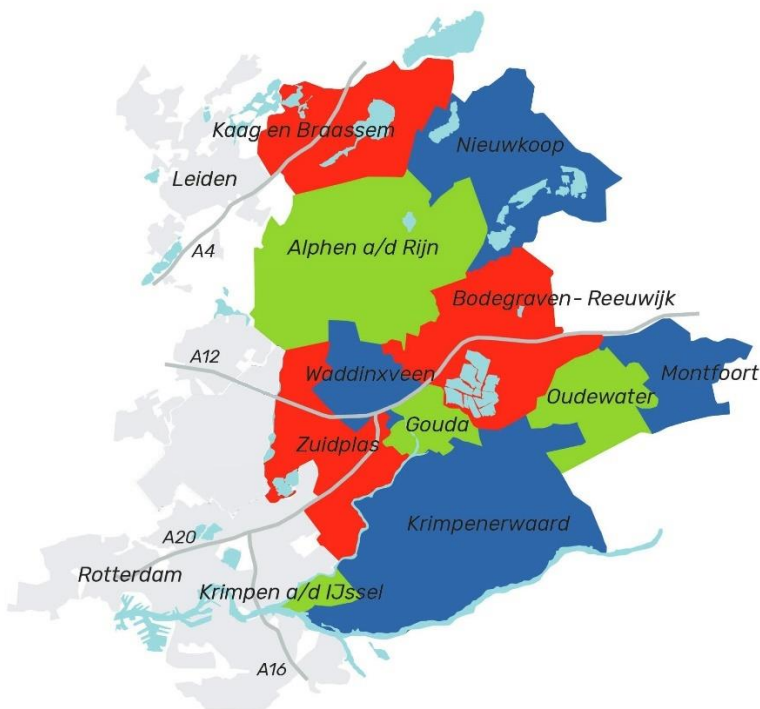 Kaag en Braassem
Nieuwkoop
Leiden
A4
Alphen a/d Rijn
Bodegraven-Reeuwijk
A12
Waddinxveen
Montfoort
Oudewater
Gouda
Zuidplas
Krimpenerwaard
A20
Rotterdam
Krimpen a/d IJssel
A16